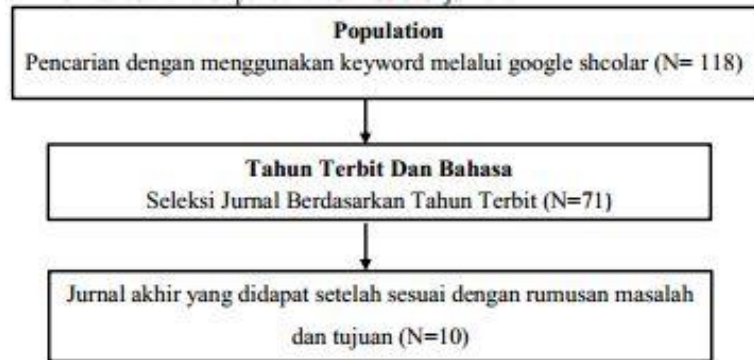 Population
Pencarian dengan menggunakan keyword melalui google shcolar (N= 118)
Tahun Terbit Dan Bahasa
Seleksi Jurnal Berdasarkan Tahun Terbit (N=71)
Jurnal akhir yang didapat setelah sesuai dengan rumusan masalah
dan tujuan (N=10)